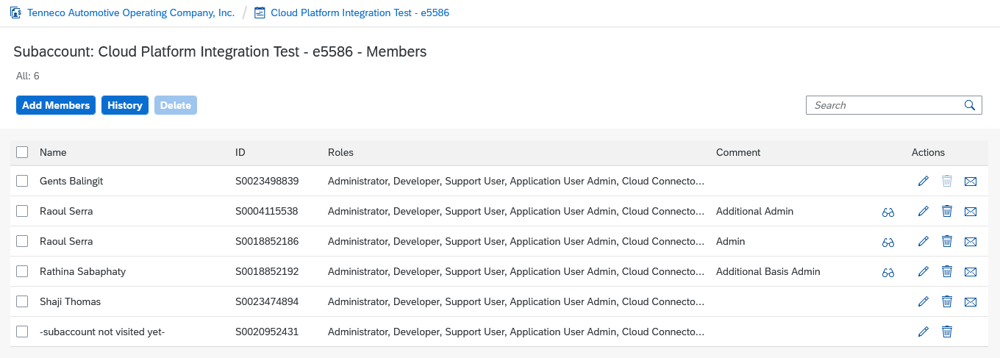 Tenneco Automotive Operating Company, Inc. / Cloud Platform Integration Test - e5586
Subaccount: Cloud Platform Integration Test - e5586 - Members
All: 6
Add Members History Delete Search
Name ID Roles Comment Actions
Gents Balingit S0023498839 Administrator, Developer, Support User, Application User Admin, Cloud Connecto...
Raoul Serra S0004115538 Administrator, Developer, Support User, Application User Admin, Cloud Connecto... Additional Admin
Raoul Serra S0018852186 Administrator, Developer, Support User, Application User Admin, Cloud Connecto... Admin
Rathina Sabaphaty S0018852192 Administrator, Developer, Support User, Application User Admin, Cloud Connecto... Additional Basis Admin
Shaji Thomas S0023474894 Administrator, Developer, Support User, Application User Admin, Cloud Connecto...
-subaccount not visited yet- S0020952431 Administrator, Developer, Support User, Application User Admin, Cloud Connecto...